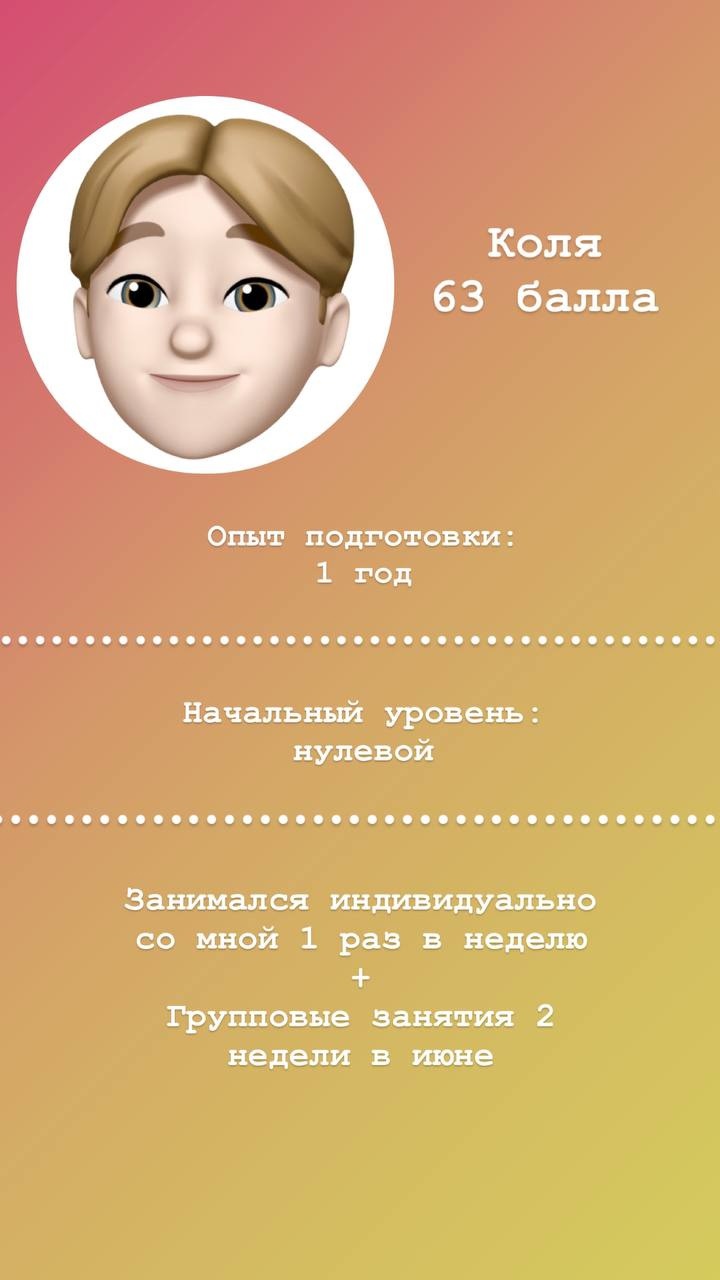 Коля
63 балла
Опыт подготовки:
1 год
Начальный уровень:
нулевой
Занимался индивидуально
со мной 1 раз в неделю
+
Групповые занятия 2
недели в июне